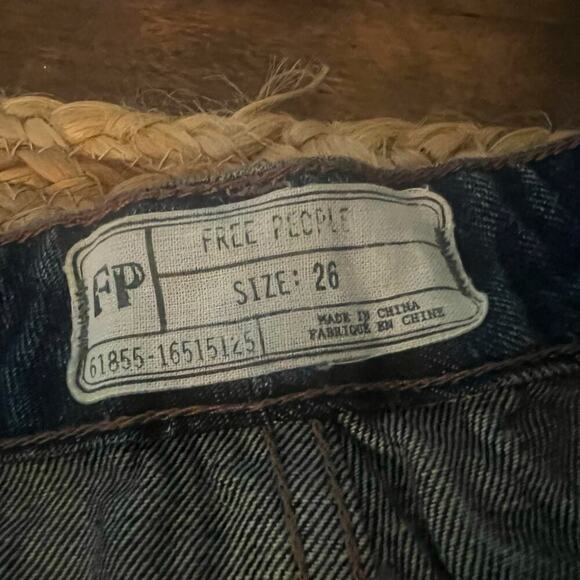 FP
FREE PEOPLE
SIZE: 26
61855-16515125
MADE IN CHINA
FABRIQUE EN CHINE